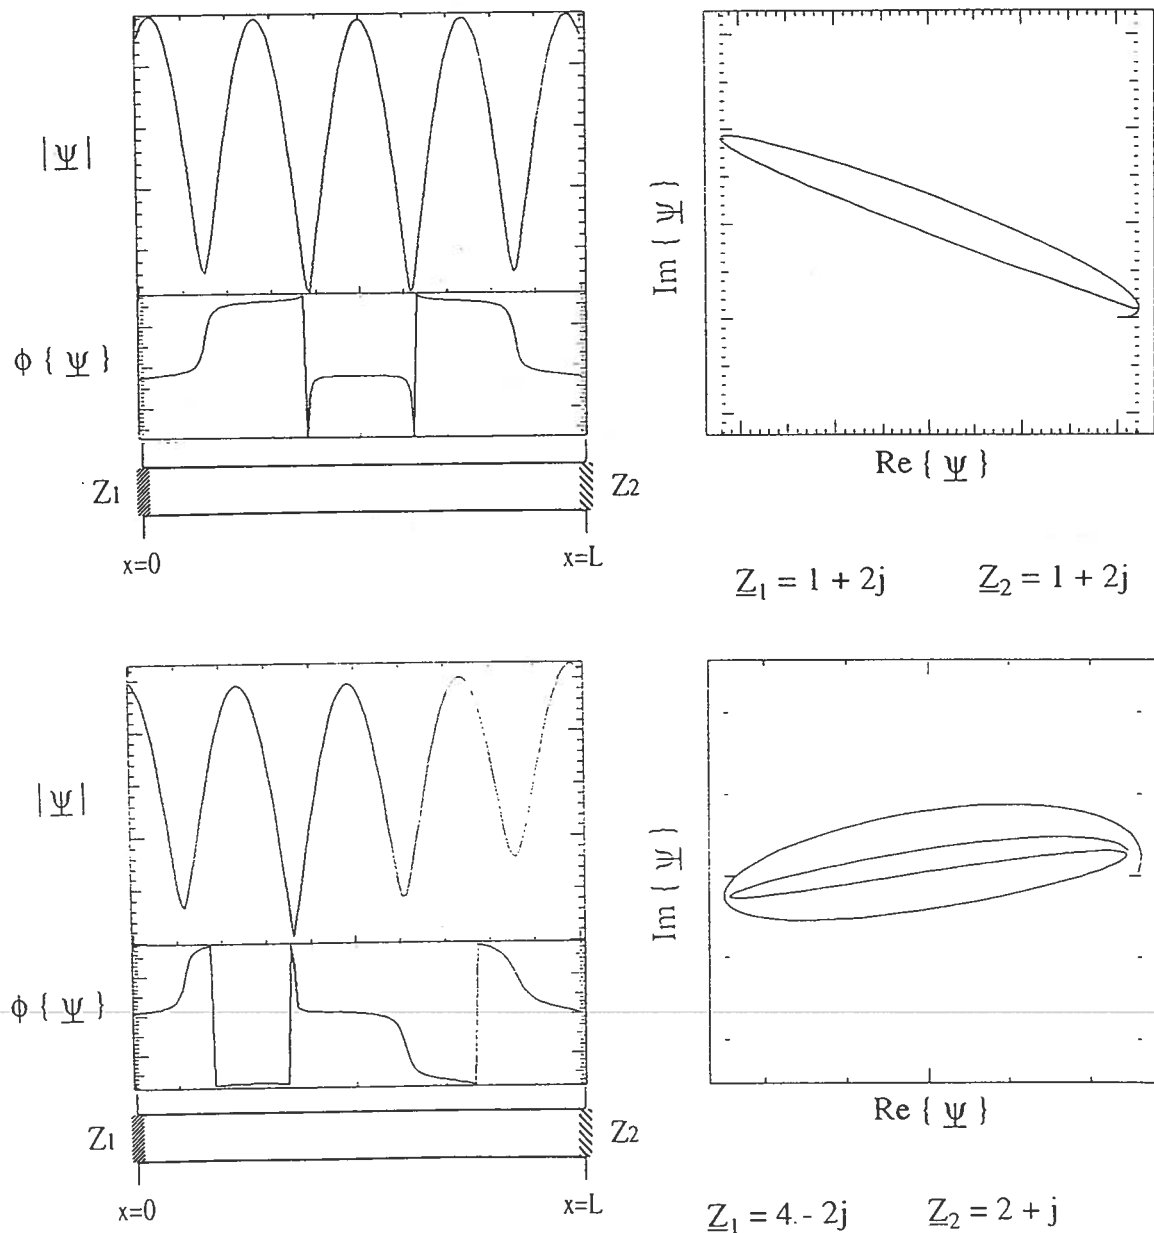 |Ψ|
Im { Ψ }
ϕ { Ψ }
Re { Ψ }
Z1
Z2
x=0
x=L
Z1 = 1 + 2j
Z2 = 1 + 2j
|Ψ|
Im { Ψ }
ϕ { Ψ }
Re { Ψ }
Z1
Z2
x=0
x=L
Z1 = 4.- 2j
Z2 = 2 + j